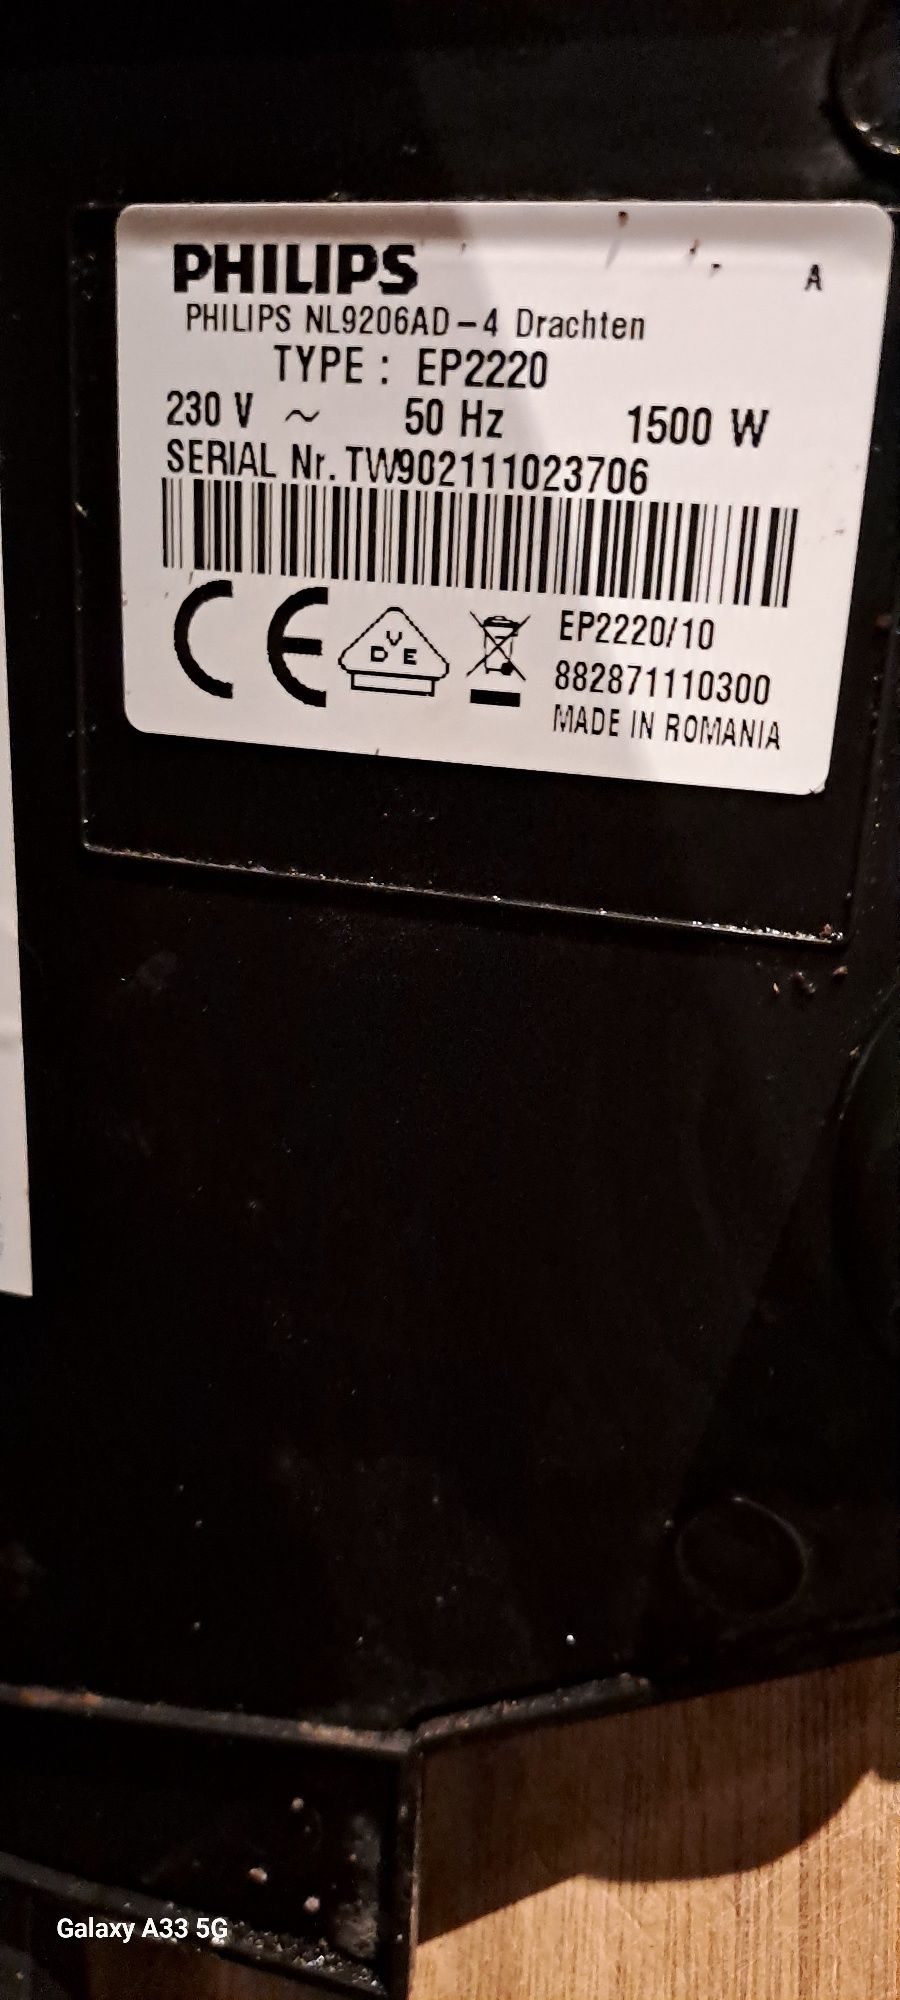 PHILIPS
A
PHILIPS NL9206AD-4 Drachten
TYPE : EP2220
230 V ~ 50 Hz 1500 W
SERIAL Nr. TW902111023706
CE
DVE
EP2220/10
882871110300
MADE IN ROMANIA
Galaxy A33 5G